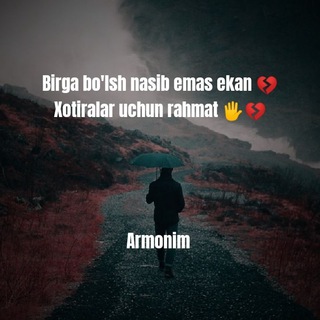 Birga bo'lsh nasib emas ekan 💔
Xotiralar uchun rahmat 🖐💔
Armonim